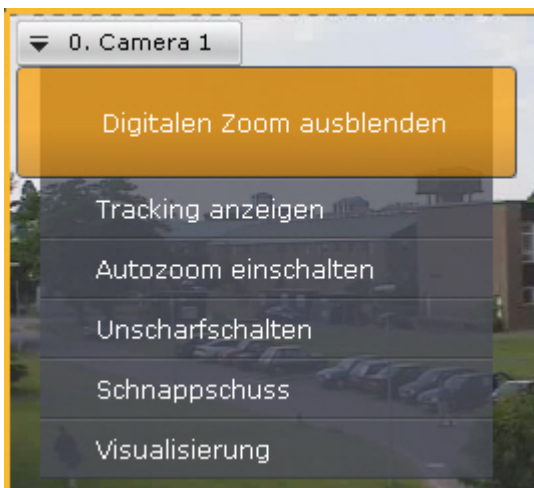 0. Camera 1
Digitalen Zoom ausblenden
Tracking anzeigen
Autozoom einschalten
Unscharfschalten
Schnappschuss
Visualisierung